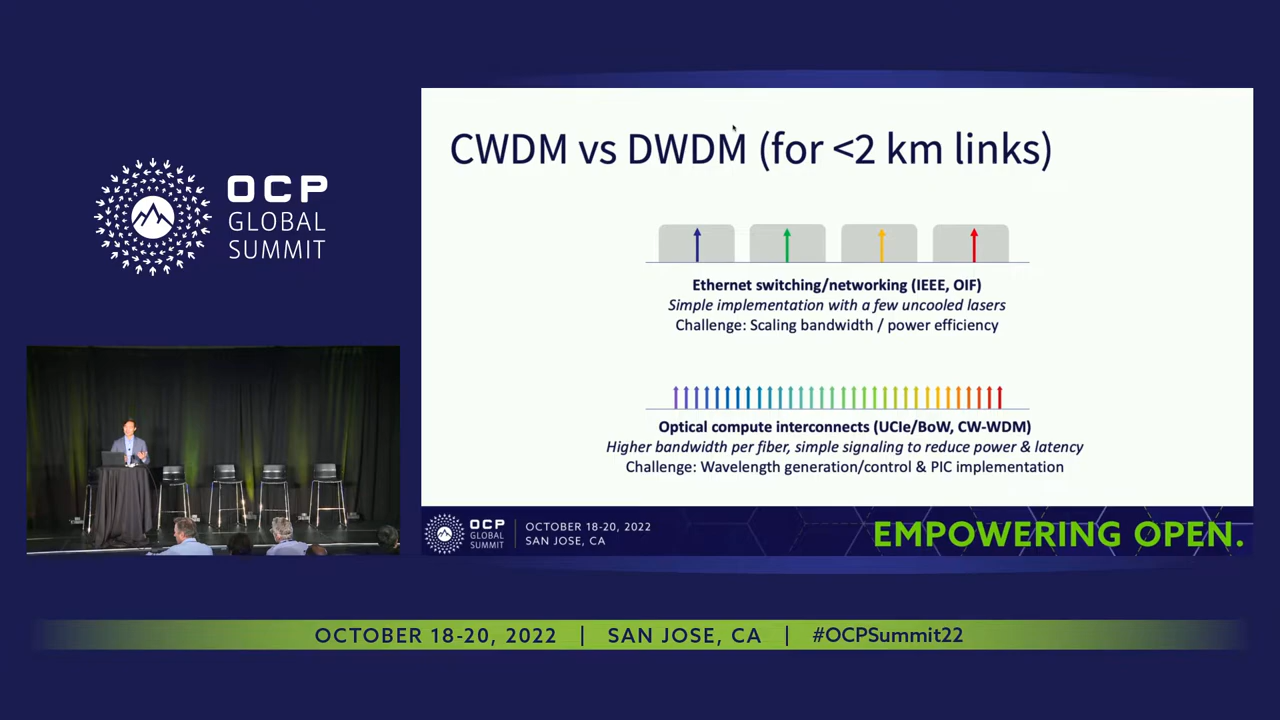 OCP
GLOBAL
SUMMIT
CWDM vs DWDM (for <2 km links)
Ethernet switching/networking (IEEE, OIF)
Simple implementation with a few uncooled lasers
Challenge: Scaling bandwidth / power efficiency
Optical compute interconnects (UCIe/BoW, CW-WDM)
Higher bandwidth per fiber, simple signaling to reduce power & latency
Challenge: Wavelength generation/control & PIC implementation
OCP
GLOBAL
SUMMIT
OCTOBER 18-20, 2022
SAN JOSE, CA
EMPOWERING OPEN.
OCTOBER 18-20, 2022 | SAN JOSE, CA | #OCPSummit22